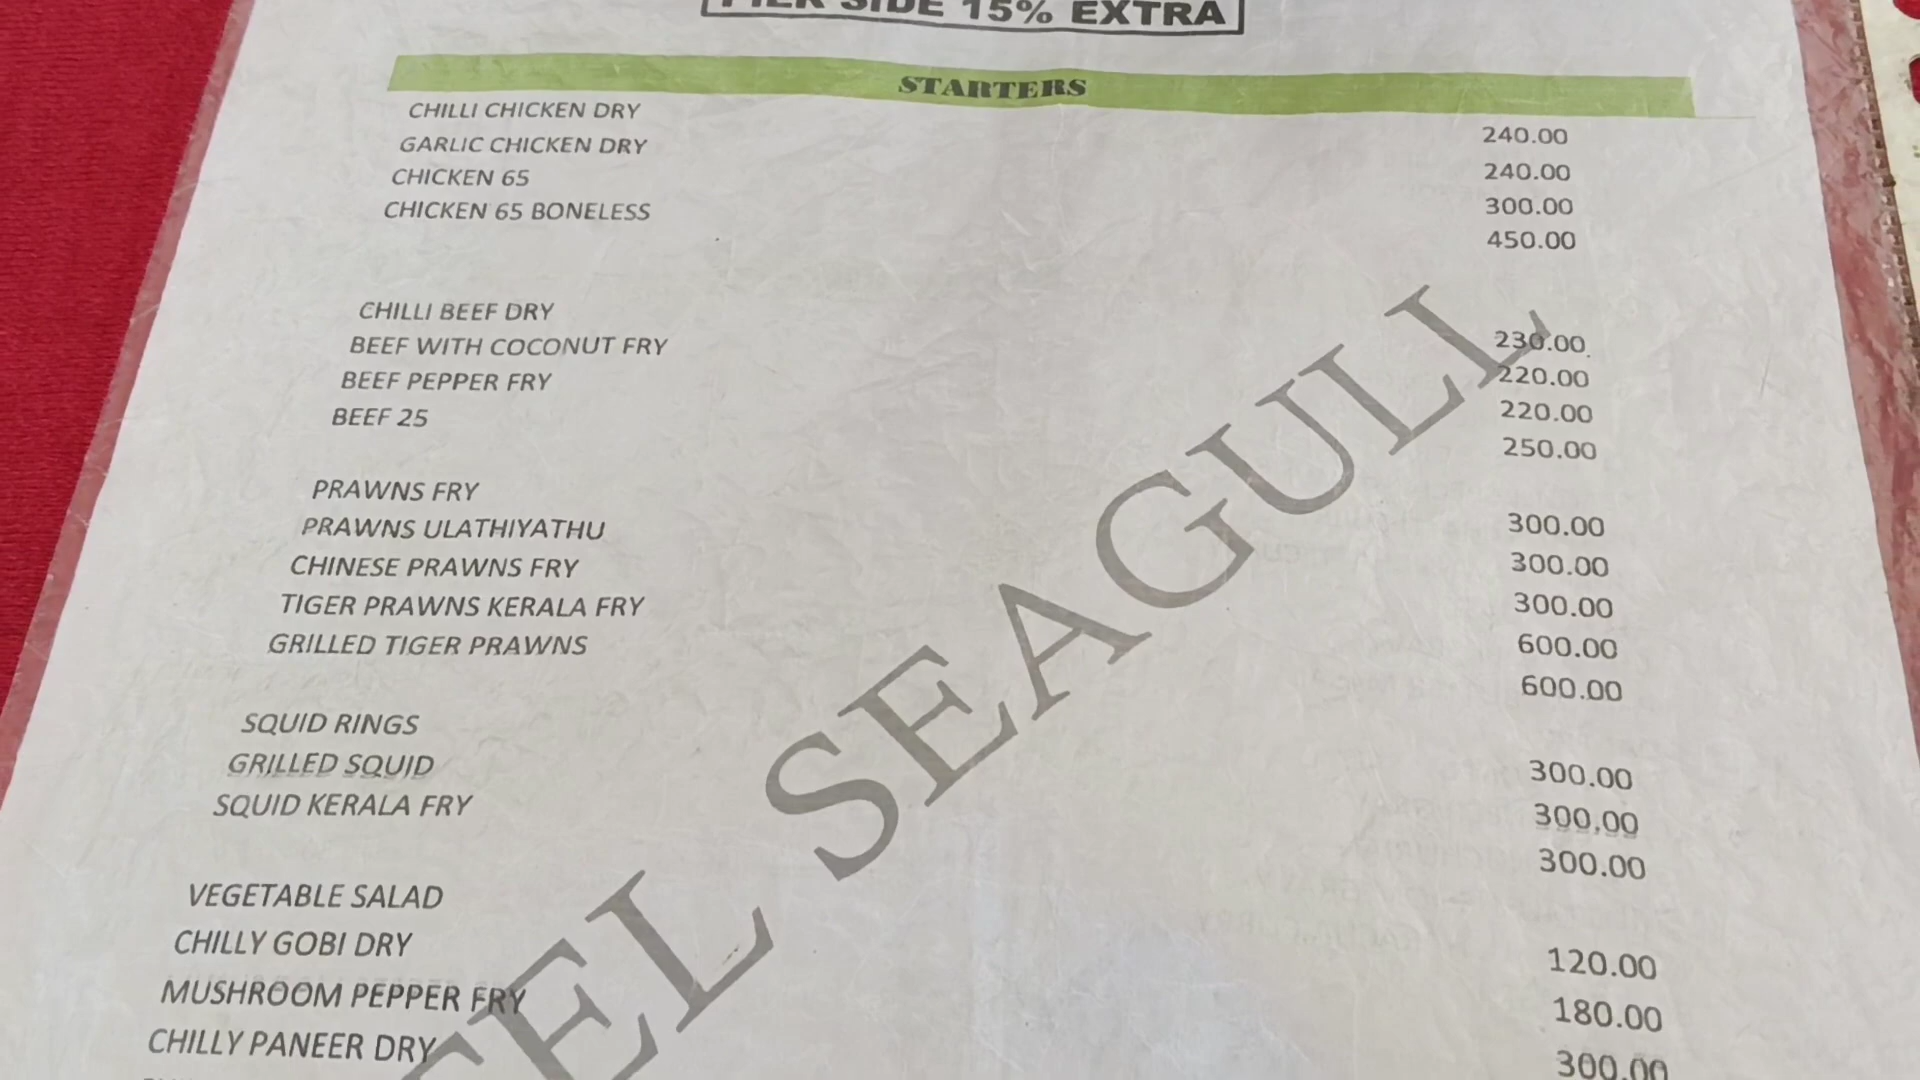 PIER SIDE 15% EXTRA
STARTERS
CHILLI CHICKEN DRY 240.00
GARLIC CHICKEN DRY 240.00
CHICKEN 65 300.00
CHICKEN 65 BONELESS 450.00
CHILLI BEEF DRY 230.00
BEEF WITH COCONUT FRY 220.00
BEEF PEPPER FRY 220.00
BEEF 25 250.00
PRAWNS FRY 300.00
PRAWNS ULATHIYATHU 300.00
CHINESE PRAWNS FRY 300.00
TIGER PRAWNS KERALA FRY 600.00
GRILLED TIGER PRAWNS 600.00
SQUID RINGS 300.00
GRILLED SQUID 300.00
SQUID KERALA FRY 300.00
VEGETABLE SALAD 120.00
CHILLY GOBI DRY 180.00
MUSHROOM PEPPER FRY 300.00
CHILLY PANEER DRY
TEL SEAGULL